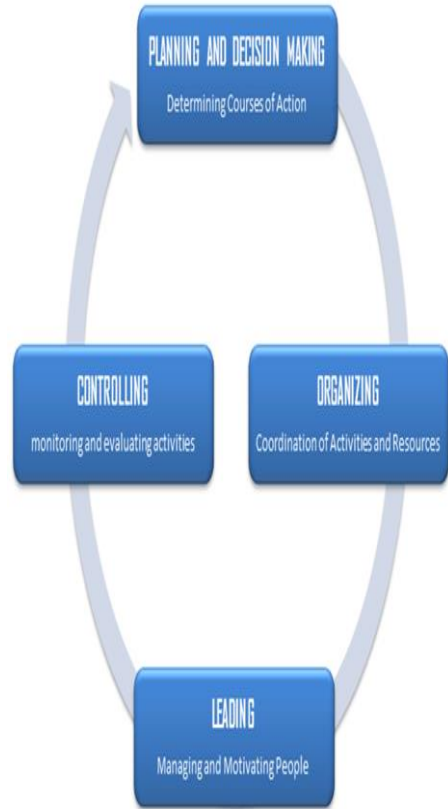 PLANNING AND DECISION MAKING
Determining Courses of Action
CONTROLLING
monitoring and evaluating activities
ORGANIZING
Coordination of Activities and Resources
LEADING
Managing and Motivating People